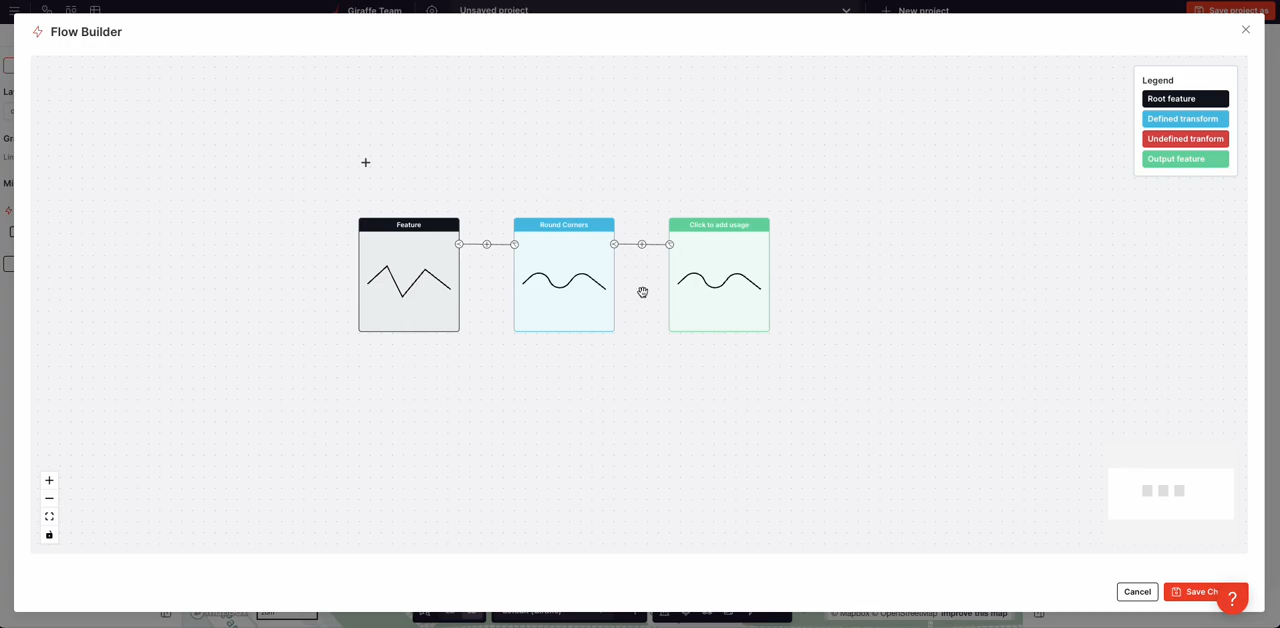 Giraffe Team
Unsaved project
New project
Save project as
Flow Builder
Legend
Root feature
Defined transform
Undefined tranform
Output feature
Feature
Round Corners
Click to add usage
Cancel
Save Ch
?
© Mapbox © OpenStreetMap Improve this map